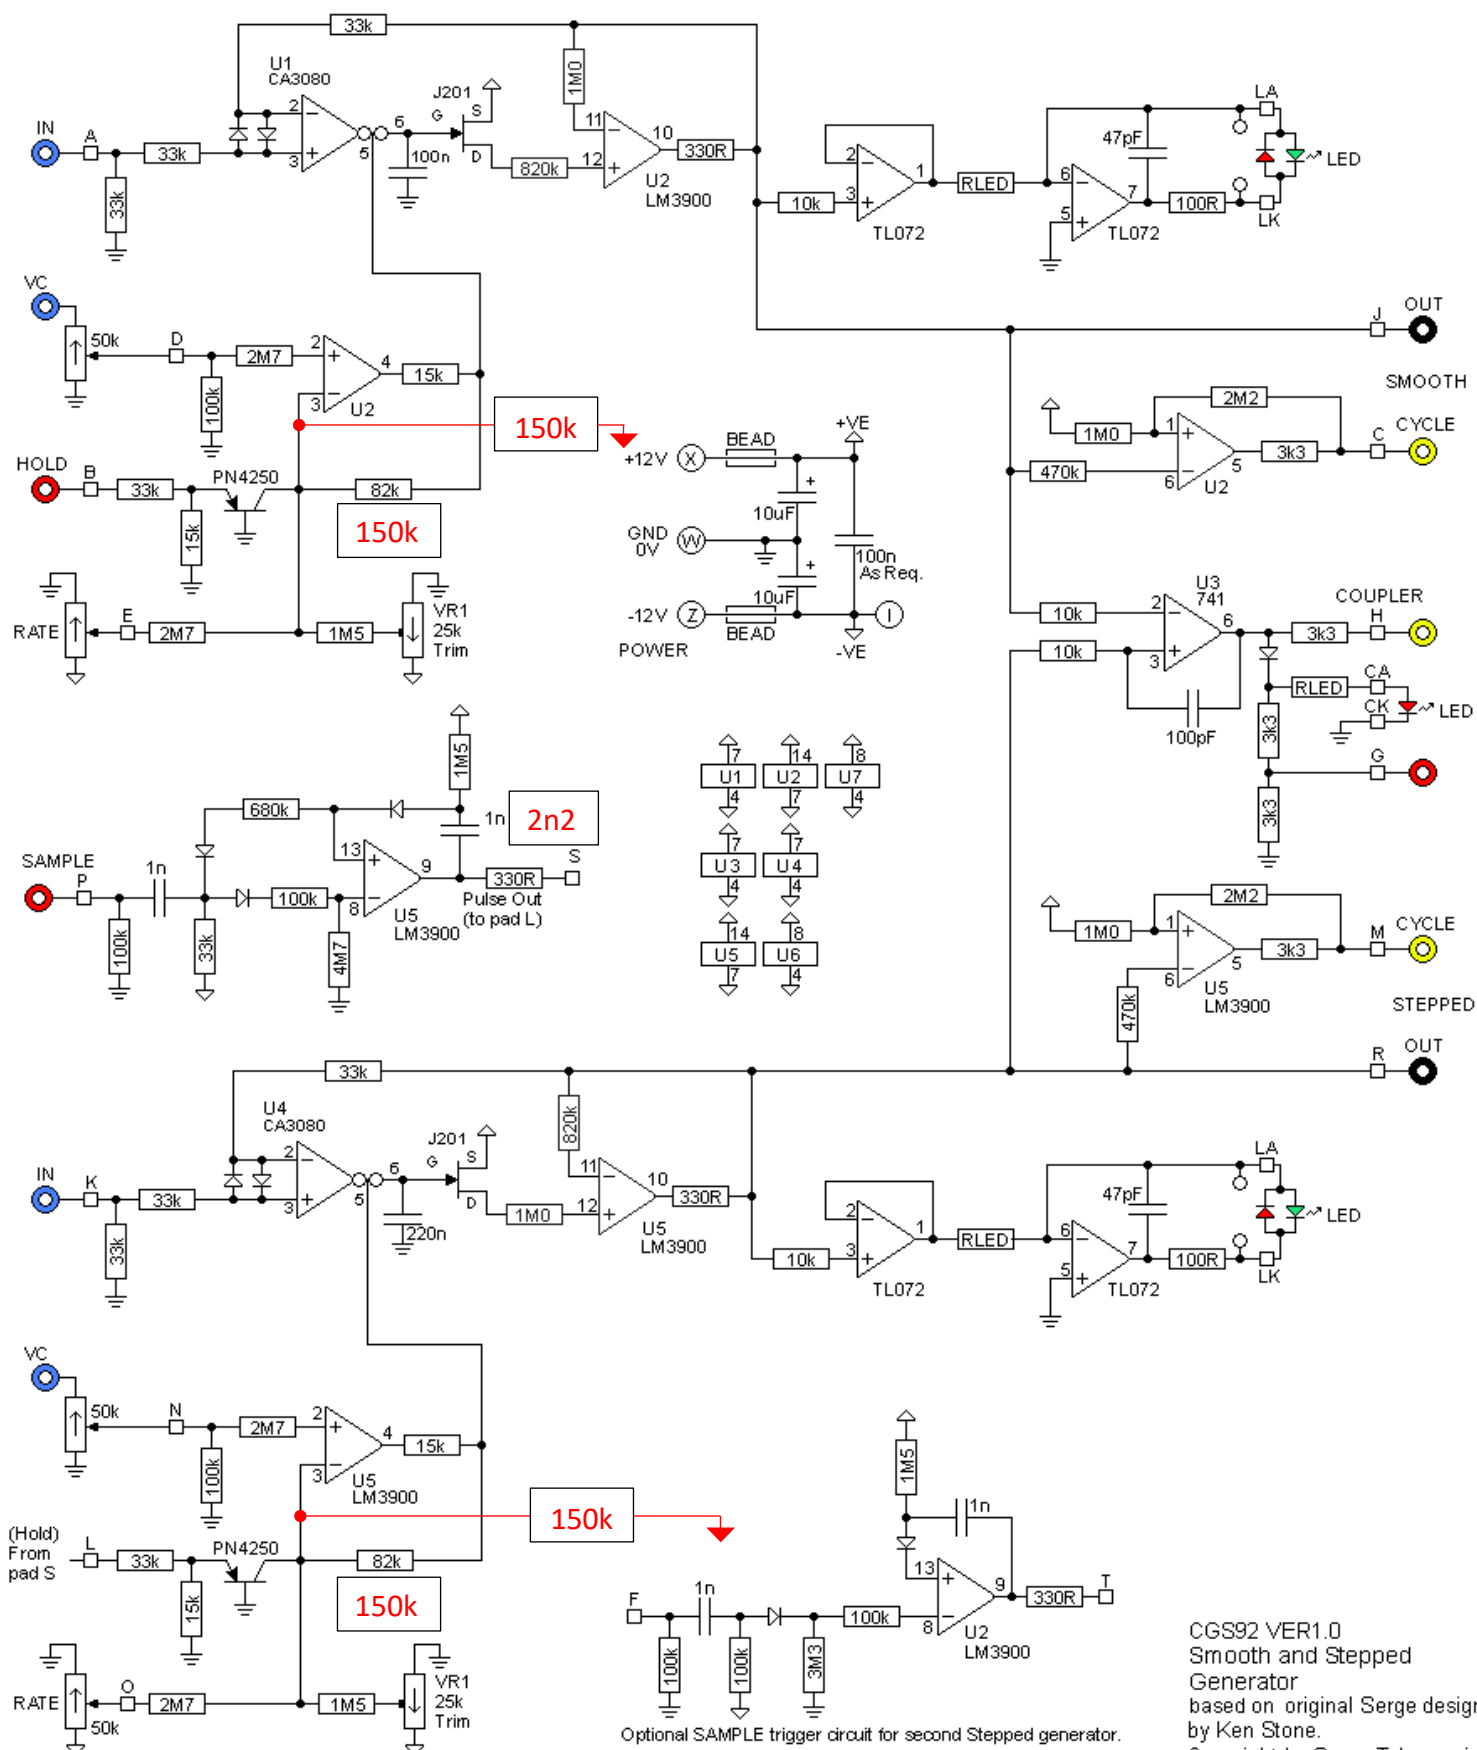 33k
U1
CA3080
1M0
J201
G
S
D
2
3
5
6
11
12
10
IN
A
33k
33k
100n
820k
330R
U2
LM3900
10k
2
3
1
TL072
RLED
47pF
6
5
7
TL072
100R
LA
LED
LK
VC
50k
D
2M7
100k
2
3
4
U2
15k
J
OUT
SMOOTH
150k
HOLD
B
33k
PN4250
15k
82k
150k
RATE
E
2M7
1M5
VR1
25k
Trim
+12V
X
BEAD
+VE
+
10uF
GND
0V
W
+
10uF
100n
As Req.
-12V
Z
BEAD
-VE
I
POWER
1M0
2M2
470k
1
6
5
U2
3k3
C
CYCLE
U3
741
10k
10k
2
3
6
100pF
3k3
COUPLER
H
RLED
CA
CK
LED
3k3
G
3k3
1M5
680k
1n
2n2
SAMPLE
P
1n
100k
33k
100k
4M7
13
8
9
U5
LM3900
330R
S
Pulse Out
(to pad L)
7
U1
4
14
U2
7
8
U7
4
7
U3
4
7
U4
4
14
U5
7
8
U6
4
1M0
2M2
1
6
5
U5
LM3900
3k3
M
CYCLE
470k
STEPPED
R
OUT
33k
U4
CA3080
820k
J201
G
S
D
2
3
5
6
11
12
10
IN
K
33k
33k
220n
1M0
330R
U5
LM3900
10k
2
3
1
TL072
RLED
47pF
6
5
7
TL072
100R
LA
LED
LK
VC
50k
N
2M7
100k
2
3
4
U5
LM3900
15k
150k
(Hold)
From
pad S
L
33k
PN4250
15k
82k
150k
RATE
50k
O
2M7
1M5
VR1
25k
Trim
1M5
1n
F
1n
100k
100k
3M3
100k
13
8
9
U2
LM3900
330R
T
Optional SAMPLE trigger circuit for second Stepped generator.
CGS92 VER1.0
Smooth and Stepped
Generator
based on original Serge design
by Ken Stone.